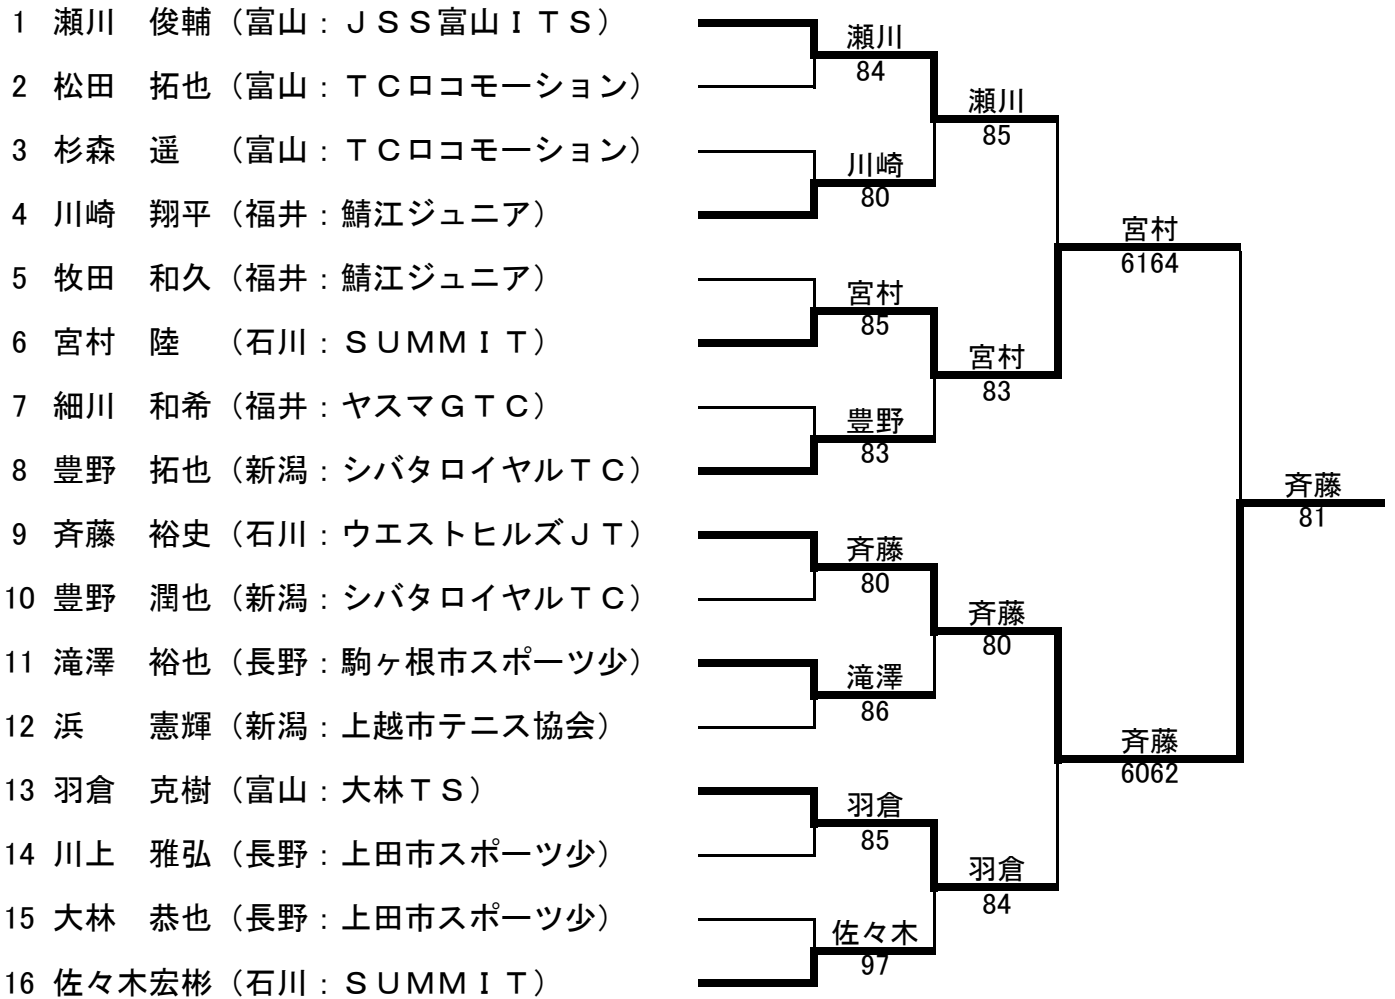 1 瀬川　俊輔（富山：ＪＳＳ富山ＩＴＳ）
2 松田　拓也（富山：ＴＣロコモーション）
3 杉森　遥　（富山：ＴＣロコモーション）
4 川崎　翔平（福井：鯖江ジュニア）
5 牧田　和久（福井：鯖江ジュニア）
6 宮村　陸　（石川：ＳＵＭＭＩＴ）
7 細川　和希（福井：ヤスマＧＴＣ）
8 豊野　拓也（新潟：シバタロイヤルＴＣ）
9 斉藤　裕史（石川：ウエストヒルズＪＴ）
10 豊野　潤也（新潟：シバタロイヤルＴＣ）
11 滝澤　裕也（長野：駒ヶ根市スポーツ少）
12 浜　　憲輝（新潟：上越市テニス協会）
13 羽倉　克樹（富山：大林ＴＳ）
14 川上　雅弘（長野：上田市スポーツ少）
15 大林　恭也（長野：上田市スポーツ少）
16 佐々木宏彬（石川：ＳＵＭＭＩＴ）
瀬川
84
川崎
80
宮村
85
豊野
83
斉藤
80
滝澤
86
羽倉
85
佐々木
97
瀬川
85
宮村
83
斉藤
80
羽倉
84
宮村
6164
斉藤
6062
斉藤
81